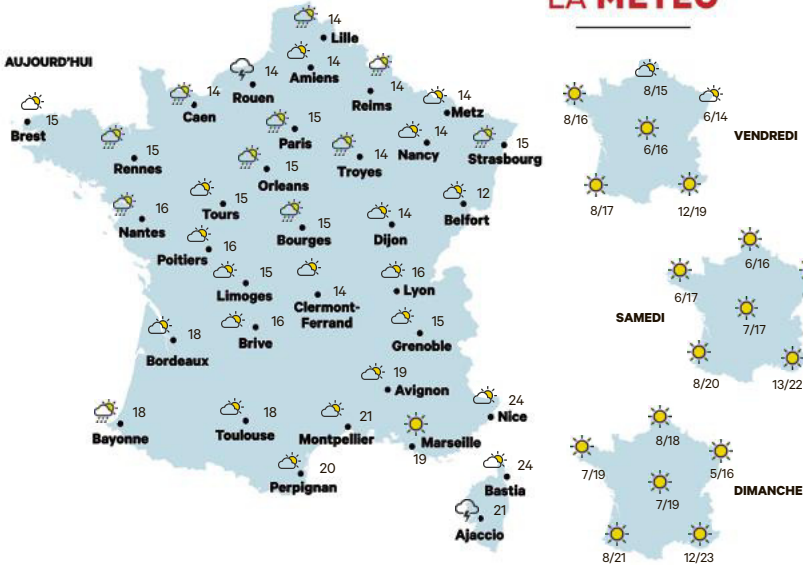 LA MÉTÉO
AUJOURD'HUI
14
Lille
14
Amiens
14
Rouen
14
Reims
14
Metz
14
Caen
15
Brest
15
Paris
14
Nancy
15
Strasbourg
15
Rennes
14
Troyes
15
Orleans
12
Belfort
15
Tours
16
Nantes
15
Bourges
14
Dijon
16
Poitiers
15
Limoges
14
Clermont-
Ferrand
16
Lyon
18
Bordeaux
16
Brive
15
Grenoble
19
Avignon
24
Nice
18
Bayonne
18
Toulouse
21
Montpellier
Marseille
19
20
Perpignan
24
Bastia
21
Ajaccio
8/15
8/16
6/14
6/16
VENDREDI
8/17
12/19
6/16
6/17
SAMEDI
7/17
8/20
13/22
8/18
7/19
5/16
7/19
DIMANCHE
8/21
12/23